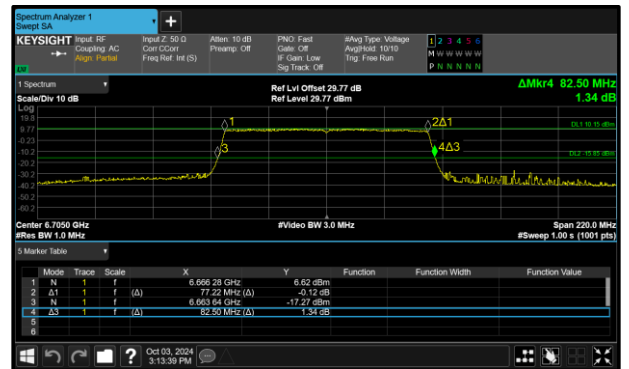 Spectrum Analyzer 1
Swept SA
+
KEYSIGHT
Input: RF
Coupling: AC
Align: Partial
Input Z: 50 Ω
Corr CCorr
Freq Ref: Int (S)
Atten: 10 dB
Preamp: Off
PNO: Fast
Gate: Off
IF Gain: Low
Sig Track: Off
#Avg Type: Voltage
Avg|Hold: 10/10
Trig: Free Run
1 2 3 4 5 6
M W W W W W
P N N N N N
1 Spectrum
Scale/Div 10 dB
Ref Lvl Offset 29.77 dB
Ref Level 29.77 dBm
ΔMkr4 82.50 MHz
1.34 dB
Log
19.8
9.77
-0.23
-10.2
-20.2
-30.2
-40.2
-50.2
-60.2
1
2Δ1
3
4Δ3
DL1 10.15 dBm
DL2 -15.85 dBm
Center 6.7050 GHz
#Res BW 1.0 MHz
#Video BW 3.0 MHz
Span 220.0 MHz
#Sweep 1.00 s (1001 pts)
5 Marker Table
Mode Trace Scale X Y Function Function Width Function Value
1 N 1 f 6.666 28 GHz 6.62 dBm
2 Δ1 1 f (Δ) 77.22 MHz (Δ) -0.12 dB
3 N 1 f 6.663 64 GHz -17.27 dBm
4 Δ3 1 f (Δ) 82.50 MHz (Δ) 1.34 dB
5
6
?
Oct 03, 2024
3:13:39 PM